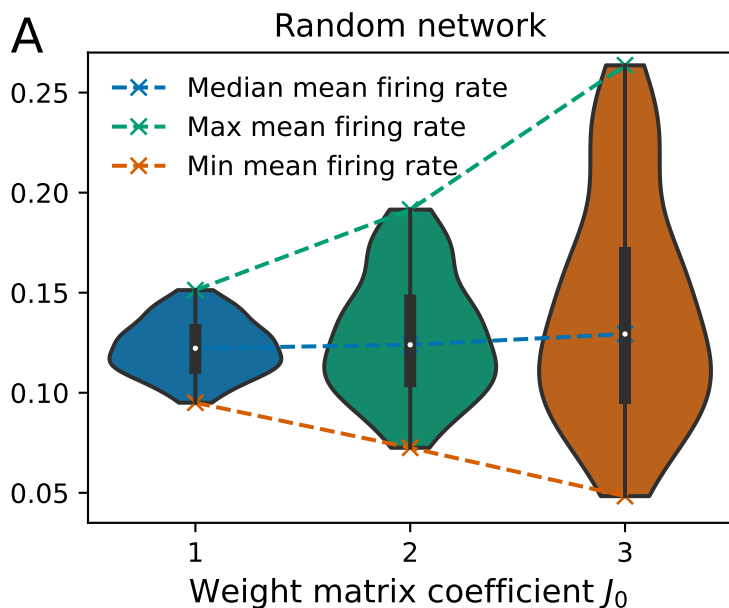 A
Random network
Median mean firing rate
Max mean firing rate
Min mean firing rate
0.25
0.20
0.15
0.10
0.05
1 2 3
Weight matrix coefficient J₀